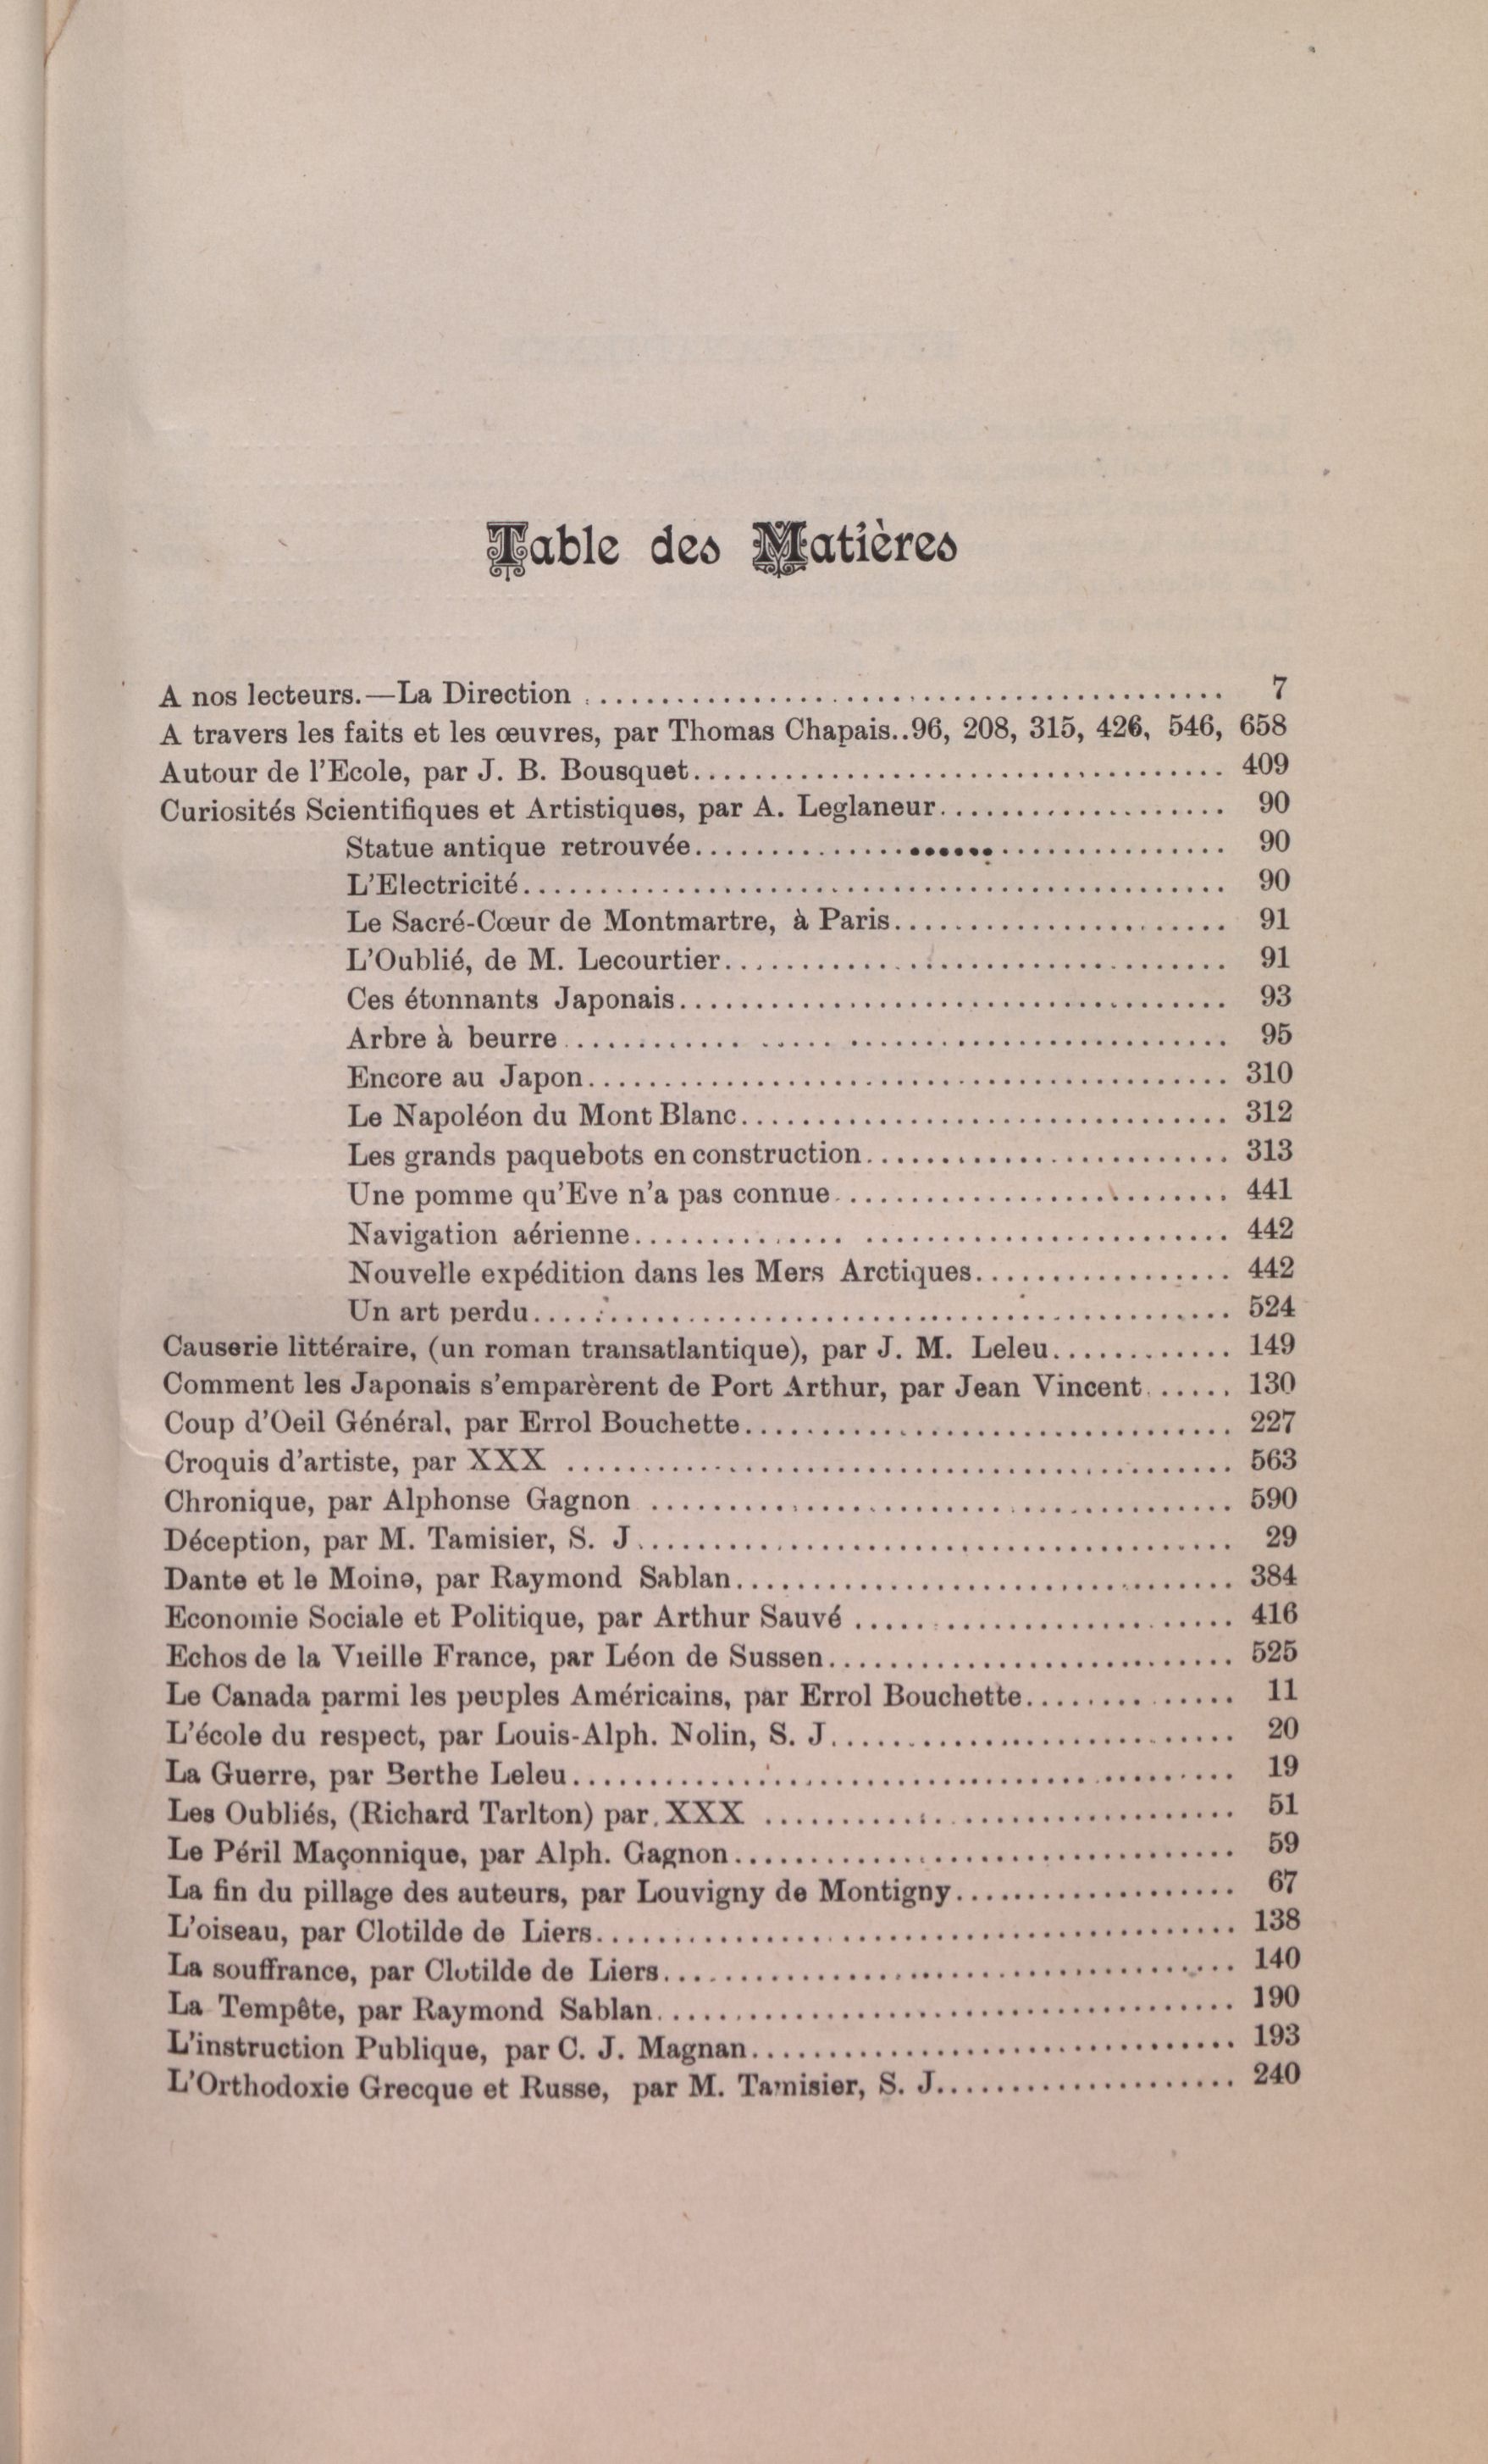 Table des Matières
A nos lecteurs.—La Direction ........................................ 7
A travers les faits et les œuvres, par Thomas Chapais..96, 208, 315, 426, 546, 658
Autour de l'Ecole, par J. B. Bousquet................................... 409
Curiosités Scientifiques et Artistiques, par A. Leglaneur................... 90
Statue antique retrouvée................................... 90
L'Electricité.............................................. 90
Le Sacré-Cœur de Montmartre, à Paris...................... 91
L'Oublié, de M. Lecourtier................................. 91
Ces étonnants Japonais.................................... 93
Arbre à beurre............ ..... ......................... 95
Encore au Japon.......................................... 310
Le Napoléon du Mont Blanc................................ 312
Les grands paquebots en construction........................ 313
Une pomme qu'Eve n'a pas connue.......................... 441
Navigation aérienne.............. ........................ 442
Nouvelle expédition dans les Mers Arctiques................. 442
Un art perdu.............................................. 524
Causerie littéraire, (un roman transatlantique), par J. M. Leleu............ 149
Comment les Japonais s'emparèrent de Port Arthur, par Jean Vincent ...... 130
Coup d'Oeil Général, par Errol Bouchette................................ 227
Croquis d'artiste, par XXX ............................................ 563
Chronique, par Alphonse Gagnon ...................................... 590
Déception, par M. Tamisier, S. J....................................... 29
Dante et le Moine, par Raymond Sablan................................. 384
Economie Sociale et Politique, par Arthur Sauvé ......................... 416
Echos de la Vieille France, par Léon de Sussen........................... 525
Le Canada parmi les peuples Américains, par Errol Bouchette.............. 11
L'école du respect, par Louis-Alph. Nolin, S. J........................... 20
La Guerre, par Berthe Leleu........................................... 19
Les Oubliés, (Richard Tarlton) par XXX ............................... 51
Le Péril Maçonnique, par Alph. Gagnon................................. 59
La fin du pillage des auteurs, par Louvigny de Montigny.................. 67
L'oiseau, par Clotilde de Liers.......................................... 138
La souffrance, par Clotilde de Liers..................................... 140
La Tempête, par Raymond Sablan...................................... 190
L'instruction Publique, par C. J. Magnan................................ 193
L'Orthodoxie Grecque et Russe, par M. Tamisier, S. J.................... 240